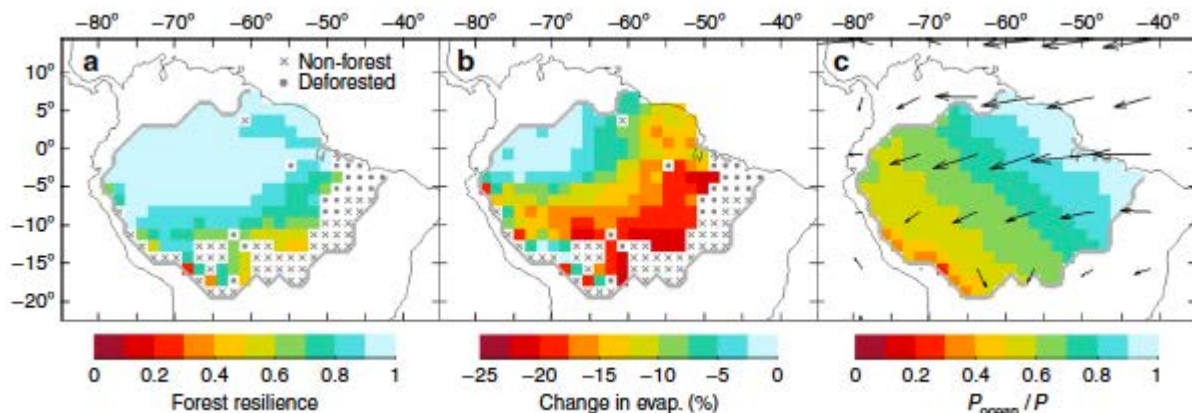 −80° −70° −60° −50° −40° −80° −70° −60° −50° −40° −80° −70° −60° −50° −40°
a × Non-forest b c
Deforested
10°
5°
0°
−5°
−10°
−15°
−20°
0 0.2 0.4 0.6 0.8 1 −25 −20 −15 −10 −5 0 0 0.2 0.4 0.6 0.8 1
Forest resilience Change in evap. (%) P_ocean / P